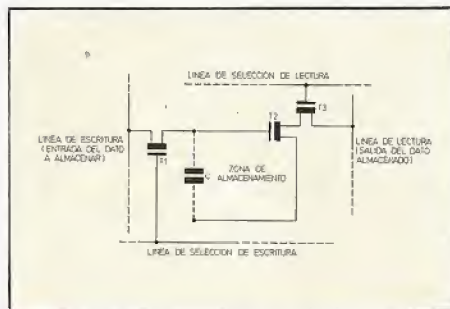 LINEA DE SELECCION DE LECTURA
T2
T3
LINEA DE ESCRITURA
(ENTRADA DEL DATO
A ALMACENAR)
T1
C
ZONA DE
ALMACENAMIENTO
LINEA DE LECTURA
(SALIDA DEL DATO
ALMACENADO)
LINEA DE SELECCION DE ESCRITURA